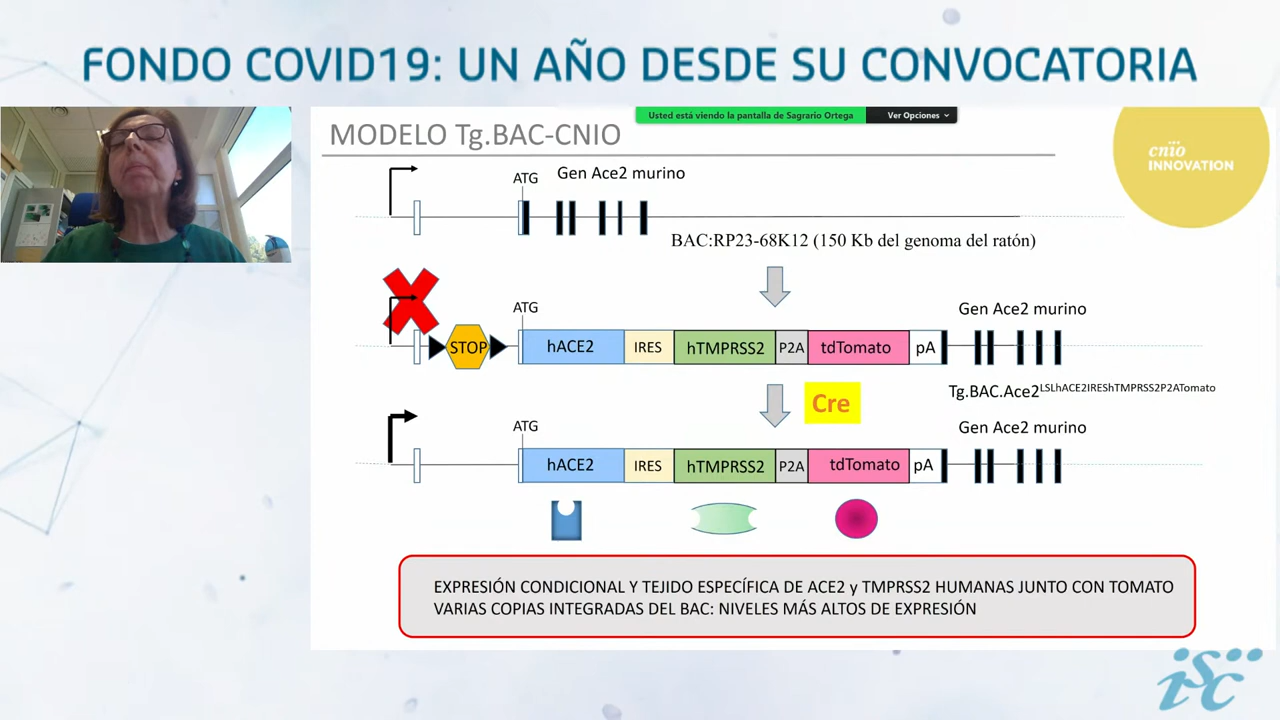 FONDO COVID19: UN AÑO DESDE SU CONVOCATORIA
Usted está viendo la pantalla de Sagrario Ortega
Ver Opciones
MODELO Tg.BAC-CNIO
cnio
INNOVATION
ATG
Gen Ace2 murino
BAC:RP23-68K12 (150 Kb del genoma del ratón)
ATG
Gen Ace2 murino
STOP
hACE2
IRES
hTMPRSS2
P2A
tdTomato
pA
Cre
Tg.BAC.Ace2LSLhACE2IREShTMPRSS2P2ATomato
ATG
Gen Ace2 murino
hACE2
IRES
hTMPRSS2
P2A
tdTomato
pA
EXPRESIÓN CONDICIONAL Y TEJIDO ESPECÍFICA DE ACE2 y TMPRSS2 HUMANAS JUNTO CON TOMATO
VARIAS COPIAS INTEGRADAS DEL BAC: NIVELES MÁS ALTOS DE EXPRESIÓN
isc